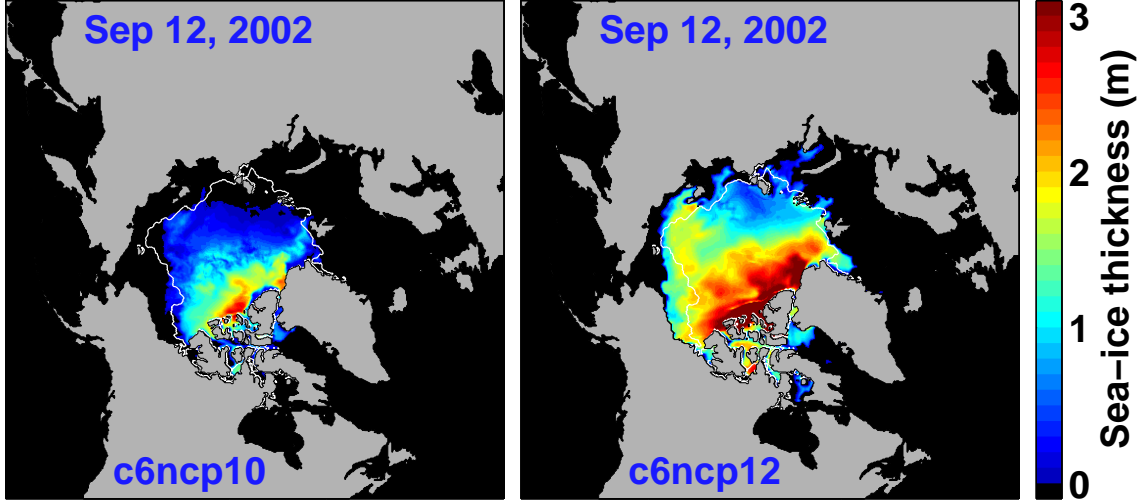 Sep 12, 2002
c6ncp10
Sep 12, 2002
c6ncp12
3
2
1
0
Sea-ice thickness (m)